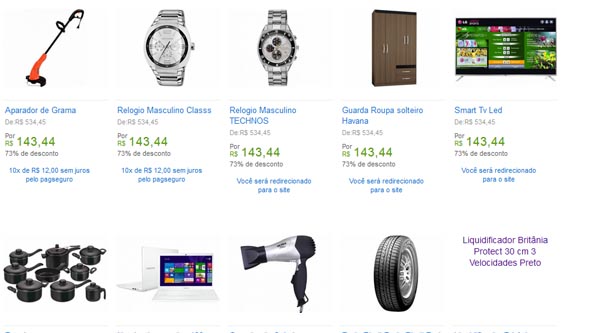 Aparador de Grama
De:R$ 534,45
Por
R$ 143,44
73% de desconto
10x de R$ 12,00 sem juros
pelo pagseguro
Relogio Masculino Classs
De:R$ 534,45
Por
R$ 143,44
73% de desconto
10x de R$ 12,00 sem juros
pelo pagseguro
Relogio Masculino
TECHNOS
De:R$ 534,45
Por
R$ 143,44
73% de desconto
Você será redirecionado
para o site
Guarda Roupa solteiro
Havana
De:R$ 534,45
Por
R$ 143,44
73% de desconto
Você será redirecionado
para o site
Smart Tv Led
De:R$ 534,45
Por
R$ 143,44
73% de desconto
Você será redirecionado
para o site
Liquidificador Britânia
Protect 30 cm 3
Velocidades Preto